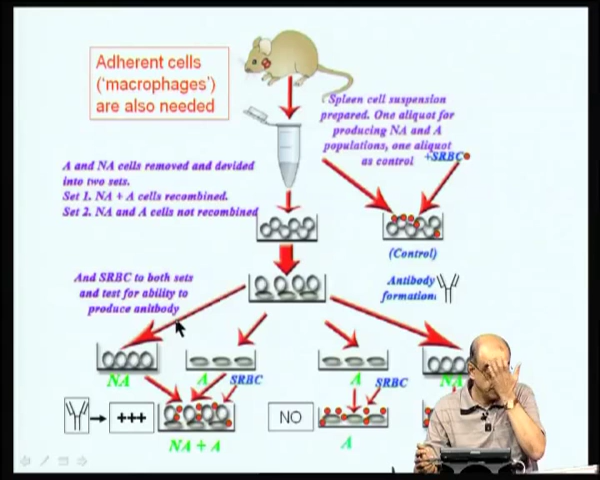 Adherent cells
('macrophages')
are also needed
Spleen cell suspension
prepared. One aliquot for
producing NA and A
populations, one aliquot
as control
+SRBC
A and NA cells removed and devided
into two sets.
Set 1. NA + A cells recombined.
Set 2. NA and A cells not recombined
(Control)
Antibody
formation:
And SRBC to both sets
and test for ability to
produce anitbody
NA
A
SRBC
A
SRBC
NA
+++
NA + A
NO
A